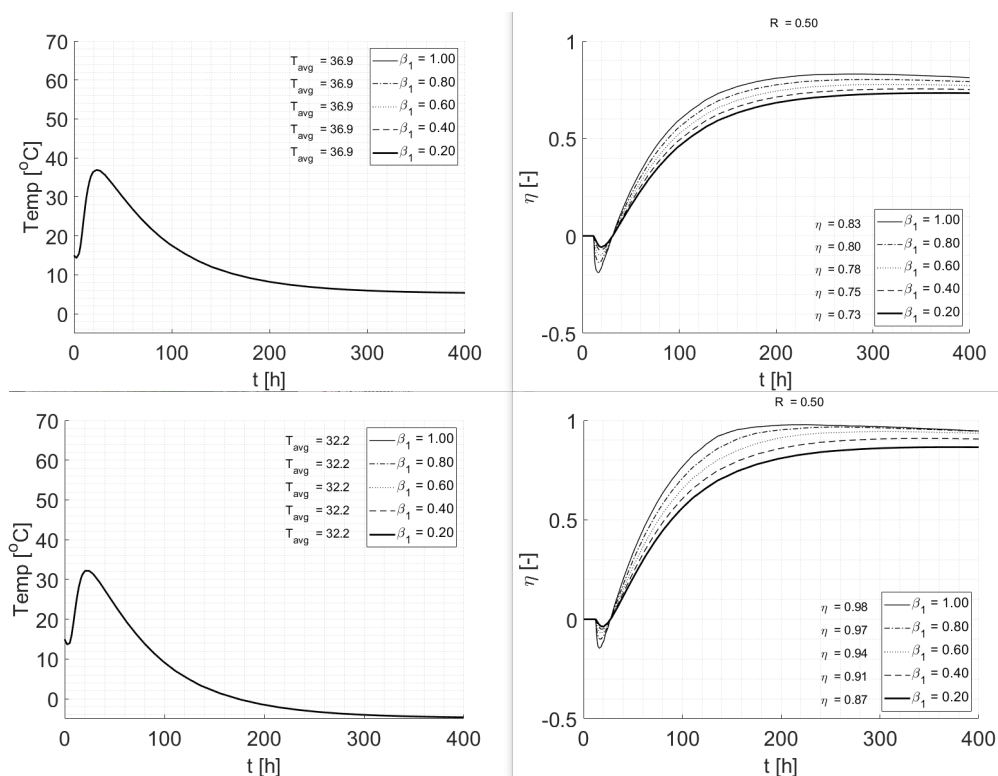 R = 0.50
70
60
50
40
30
20
10
0
Temp [°C]
T_avg = 36.9
T_avg = 36.9
T_avg = 36.9
T_avg = 36.9
T_avg = 36.9
β_1 = 1.00
β_1 = 0.80
β_1 = 0.60
β_1 = 0.40
β_1 = 0.20
0 100 200 300 400
t [h]
1
0.5
0
-0.5
η [-]
η = 0.83
η = 0.80
η = 0.78
η = 0.75
η = 0.73
β_1 = 1.00
β_1 = 0.80
β_1 = 0.60
β_1 = 0.40
β_1 = 0.20
0 100 200 300 400
t [h]
R = 0.50
70
60
50
40
30
20
10
0
Temp [°C]
T_avg = 32.2
T_avg = 32.2
T_avg = 32.2
T_avg = 32.2
T_avg = 32.2
β_1 = 1.00
β_1 = 0.80
β_1 = 0.60
β_1 = 0.40
β_1 = 0.20
0 100 200 300 400
t [h]
1
0.5
0
-0.5
η [-]
η = 0.98
η = 0.97
η = 0.94
η = 0.91
η = 0.87
β_1 = 1.00
β_1 = 0.80
β_1 = 0.60
β_1 = 0.40
β_1 = 0.20
0 100 200 300 400
t [h]